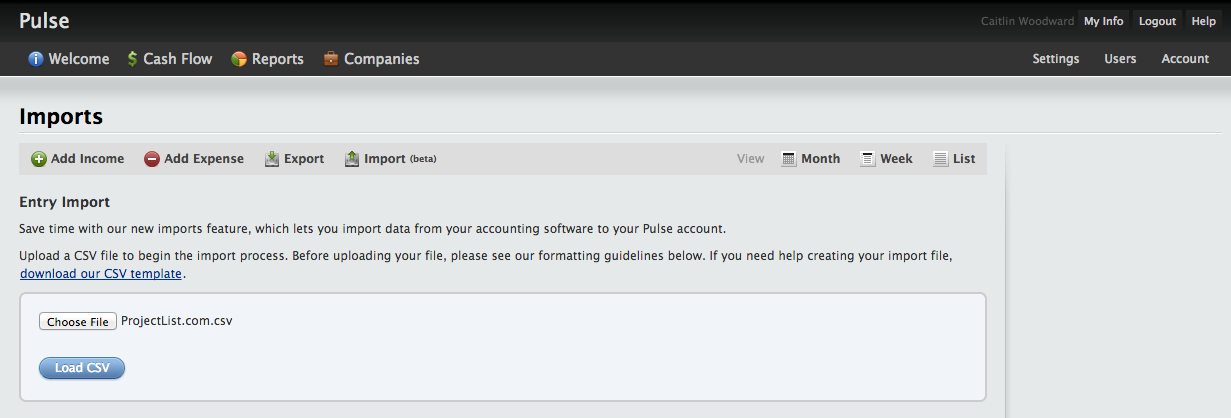 Pulse
Caitlin Woodward My Info Logout Help
Welcome Cash Flow Reports Companies Settings Users Account
Imports
Add Income Add Expense Export Import (beta) View Month Week List
Entry Import
Save time with our new imports feature, which lets you import data from your accounting software to your Pulse account.
Upload a CSV file to begin the import process. Before uploading your file, please see our formatting guidelines below. If you need help creating your import file,
download our CSV template.
Choose File ProjectList.com.csv
Load CSV